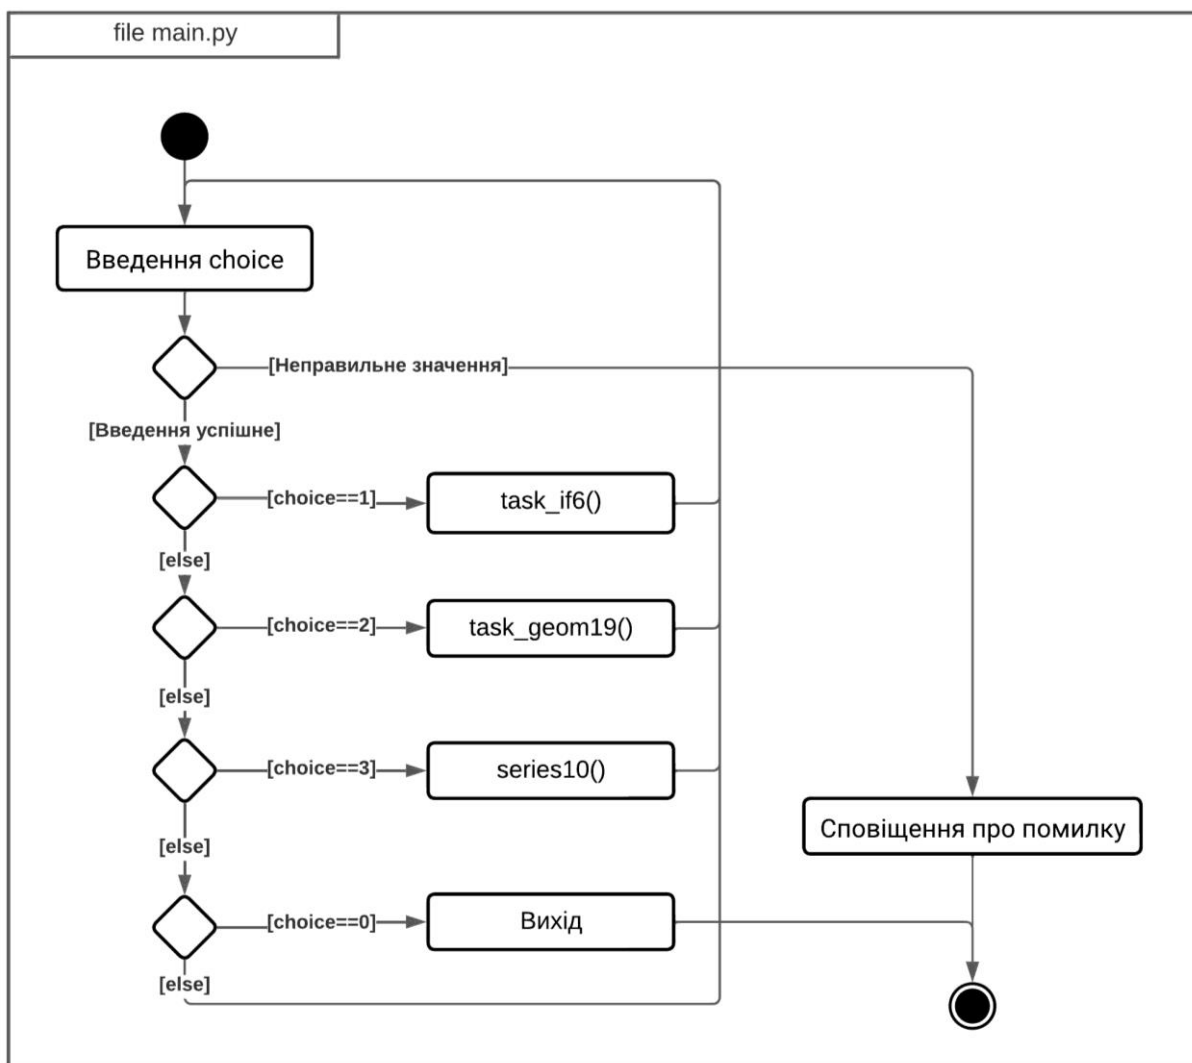 file main.py
Введення choice
[Неправильне значення]
[Введення успішне]
[choice==1]
task_if6()
[else]
[choice==2]
task_geom19()
[else]
[choice==3]
series10()
[else]
Сповіщення про помилку
[choice==0]
Вихід
[else]